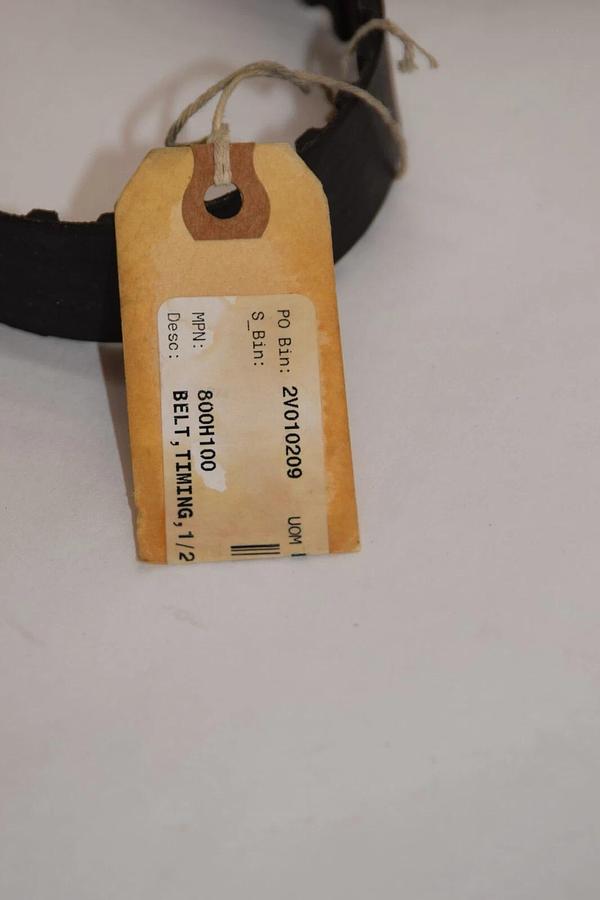 PO Bin: 2V010209 UOM
S_Bin:
MPN: 800H100
Desc: BELT,TIMING,1/2